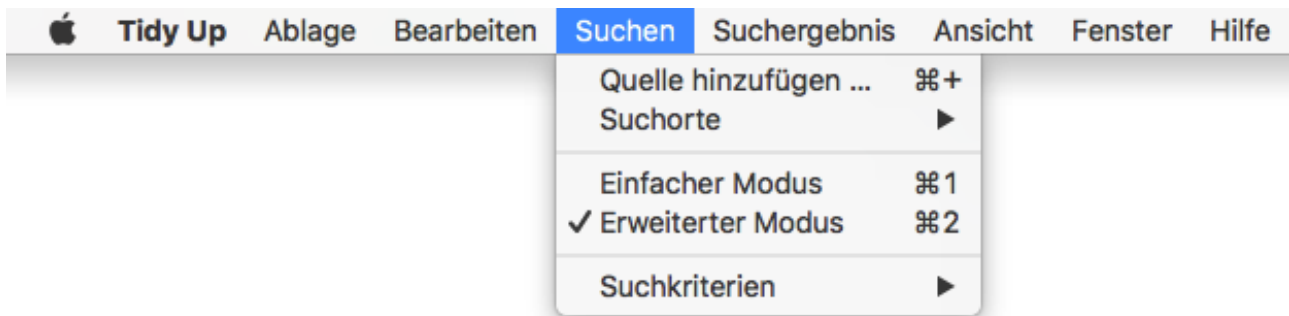 Tidy Up Ablage Bearbeiten Suchen Suchergebnis Ansicht Fenster Hilfe
Quelle hinzufügen ... ⌘+
Suchorte ▶
Einfacher Modus ⌘1
✓ Erweiterter Modus ⌘2
Suchkriterien ▶